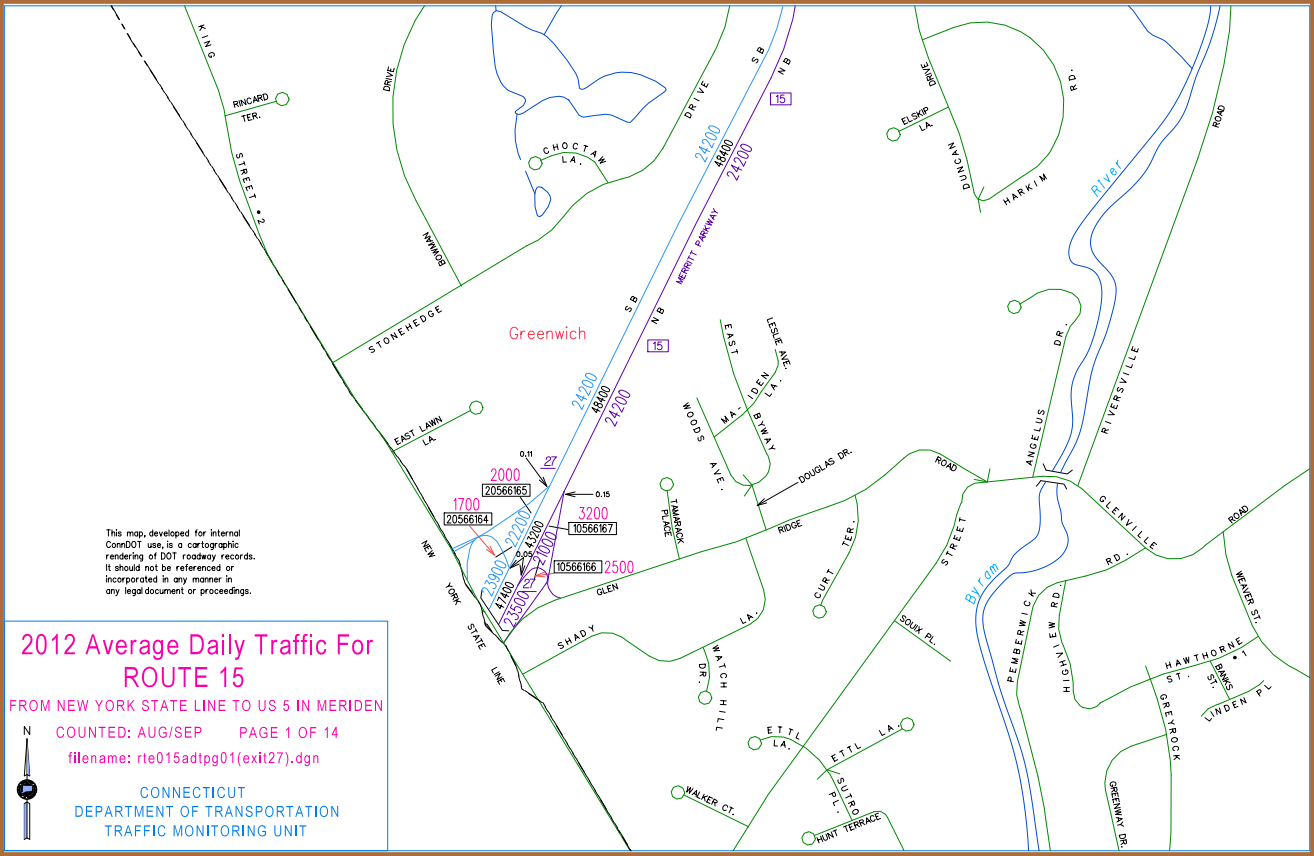 KING
STREET #2
RINCARD
TER.
BOWMAN
DRIVE
STONEHEDGE
DRIVE
CHOCTAW
LA.
SB
NB
15
24200
48400
24200
MERRITT PARKWAY
SB
NB
15
24200
48400
24200
Greenwich
ELSKIP
LA.
DUNCAN
DRIVE
HARKIM
RD.
River
ROAD
RIVERSVILLE
ANGELUS
DR.
EAST
BYWAY
LESLIE AVE.
MA-IDEN
LA.
WOODS
AVE.
DOUGLAS DR.
EAST LAWN
LA.
0.11
27
2000
20566165
1700
20566164
0.15
3200
10566167
22200
43200
21000
0.05
2
10566166
2500
23900
47400
23500
NEW
YORK
STATE
LINE
TAMARACK
PLACE
GLEN
RIDGE
ROAD
CURT
TER.
STREET
GLENVILLE
ROAD
Byram
RD.
PEMBERWICK
HIGHVIEW RD.
WEAVER ST.
HAWTHORNE
ST.
#1
BANKS
ST.
LINDEN PL
GREYROCK
GREENWAY DR.
SHADY
LA.
WATCH HILL
DR.
SOUIX PL.
ETTL
LA.
ETTL LA.
SUTRO
PL.
WALKER CT.
HUNT TERRACE
This map, developed for internal
ConnDOT use, is a cartographic
rendering of DOT roadway records.
It should not be referenced or
incorporated in any manner in
any legal document or proceedings.
2012 Average Daily Traffic For
ROUTE 15
FROM NEW YORK STATE LINE TO US 5 IN MERIDEN
COUNTED: AUG/SEP PAGE 1 OF 14
filename: rte015adtpg01(exit27).dgn
N
CONNECTICUT
DEPARTMENT OF TRANSPORTATION
TRAFFIC MONITORING UNIT